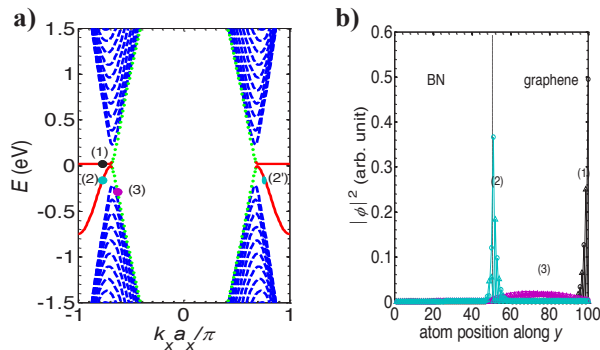 a)
1.5
1
0.5
0
-0.5
-1
-1.5
E (eV)
(1)
(2)
(3)
(2')
-1 0 1
k_x a_x/π
b)
0.6
0.5
0.4
0.3
0.2
0.1
0
|ϕ|² (arb. unit)
BN graphene
(1)
(2)
(3)
0 20 40 60 80 100
atom position along y